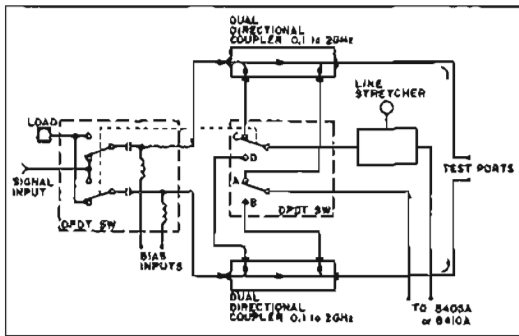 DUAL
DIRECTIONAL
COUPLER 0.1 to 2GHz
LINE
STRETCHER
LOAD
SIGNAL
INPUT
DPDT SW
BIAS
INPUTS
C
D
A
B
DPDT SW
TEST PORTS
DUAL
DIRECTIONAL
COUPLER 0.1 to 2GHz
TO 8405A
or 8410A